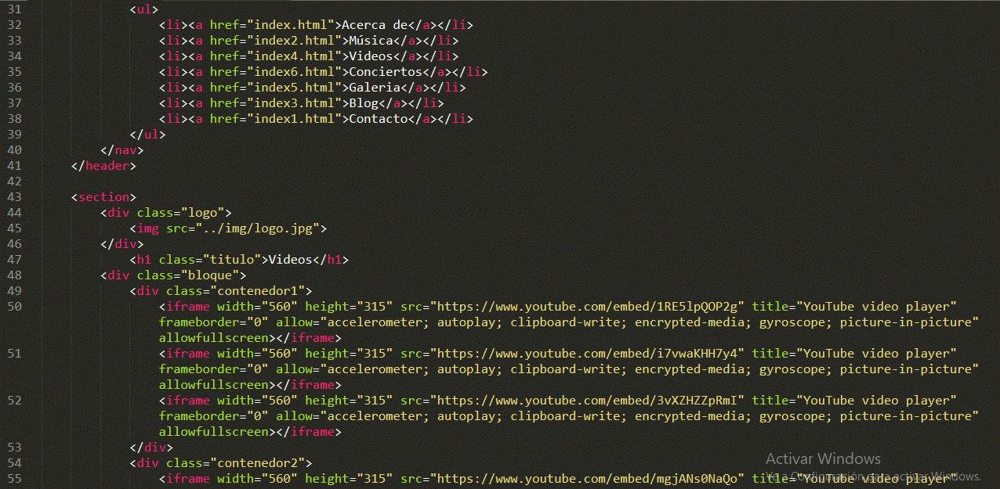 31 <ul>
32 <li><a href="index.html">Acerca de</a></li>
33 <li><a href="index2.html">Música</a></li>
34 <li><a href="index4.html">Videos</a></li>
35 <li><a href="index6.html">Conciertos</a></li>
36 <li><a href="index5.html">Galeria</a></li>
37 <li><a href="index3.html">Blog</a></li>
38 <li><a href="index1.html">Contacto</a></li>
39 </ul>
40 </nav>
41 </header>
42
43 <section>
44 <div class="logo">
45 <img src="../img/logo.jpg">
46 </div>
47 <h1 class="titulo">Videos</h1>
48 <div class="bloque">
49 <div class="contenedor1">
50 <iframe width="560" height="315" src="https://www.youtube.com/embed/1RE5lpQOP2g" title="YouTube video player"
frameborder="0" allow="accelerometer; autoplay; clipboard-write; encrypted-media; gyroscope; picture-in-picture"
allowfullscreen></iframe>
51 <iframe width="560" height="315" src="https://www.youtube.com/embed/i7vwaKHH7y4" title="YouTube video player"
frameborder="0" allow="accelerometer; autoplay; clipboard-write; encrypted-media; gyroscope; picture-in-picture"
allowfullscreen></iframe>
52 <iframe width="560" height="315" src="https://www.youtube.com/embed/3vXZHZZpRmI" title="YouTube video player"
frameborder="0" allow="accelerometer; autoplay; clipboard-write; encrypted-media; gyroscope; picture-in-picture"
allowfullscreen></iframe>
53 </div>
54 <div class="contenedor2">
Activar Windows
55 <iframe width="560" height="315" src="https://www.youtube.com/embed/mgjANs0NaQo" title="YouTube video player"
Ve a Configuración para activar Windows.